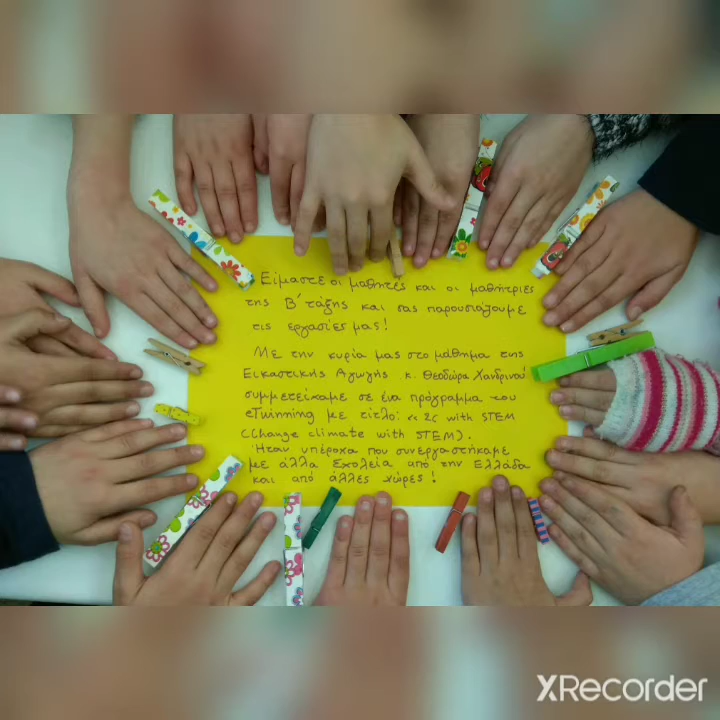 Είμαστε οι μαθητές και οι μαθήτριες
της Β΄ τάξης και σας παρουσιάζουμε
τις εργασίες μας!
Με την κυρία μας στο μάθημα της
Εικαστικής Αγωγής κ. Θεοδώρα Χανδρινού
συμμετείχαμε σε ένα πρόγραμμα του
eTwinning με τίτλο: «2C with STEM
(Change climate with STEM).
Ήταν υπέροχα που συνεργαστήκαμε
με άλλα Σχολεία από την Ελλάδα
και από άλλες χώρες!
XRecorder